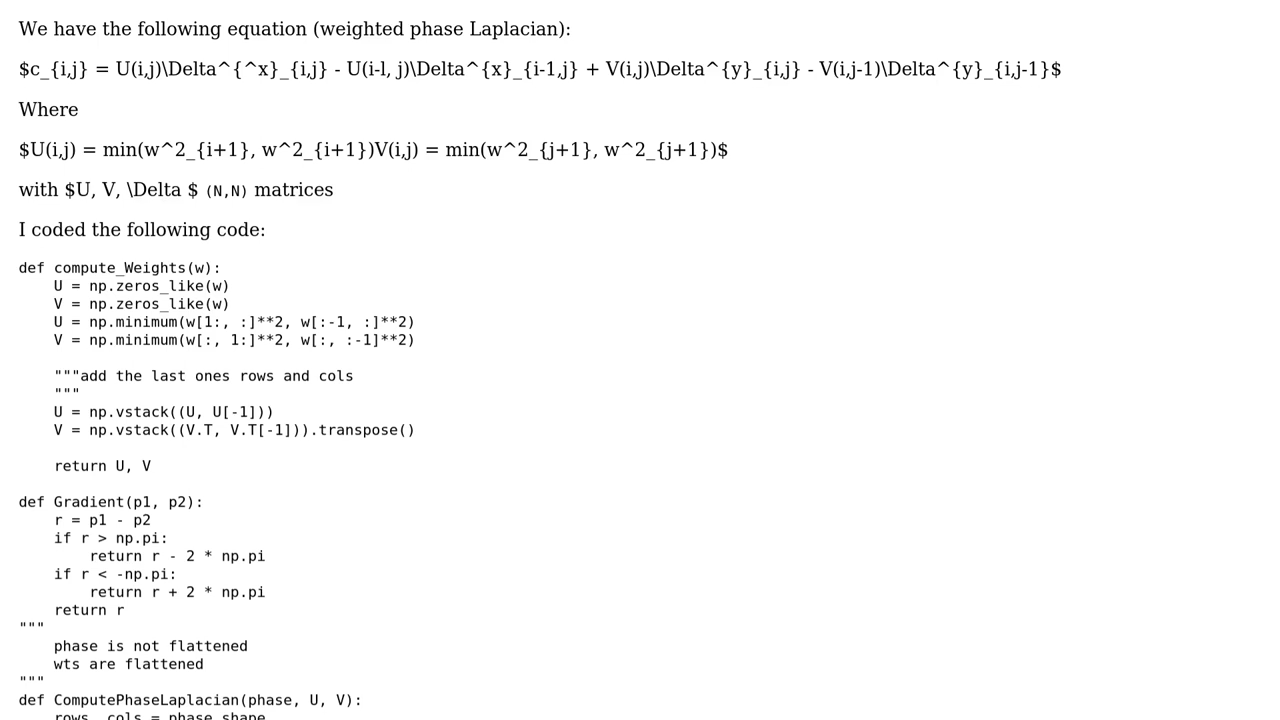 We have the following equation (weighted phase Laplacian):
$c_{i,j} = U(i,j)\Delta^{^x}_{i,j} - U(i-l, j)\Delta^{x}_{i-1,j} + V(i,j)\Delta^{y}_{i,j} - V(i,j-1)\Delta^{y}_{i,j-1}$
Where
$U(i,j) = min(w^2_{i+1}, w^2_{i+1})V(i,j) = min(w^2_{j+1}, w^2_{j+1})$
with $U, V, \Delta $ (N,N) matrices
I coded the following code:
def compute_Weights(w):
    U = np.zeros_like(w)
    V = np.zeros_like(w)
    U = np.minimum(w[1:, :]**2, w[:-1, :]**2)
    V = np.minimum(w[:, 1:]**2, w[:, :-1]**2)
    """add the last ones rows and cols
    """
    U = np.vstack((U, U[-1]))
    V = np.vstack((V.T, V.T[-1])).transpose()
    return U, V
def Gradient(p1, p2):
    r = p1 - p2
    if r > np.pi:
        return r - 2 * np.pi
    if r < -np.pi:
        return r + 2 * np.pi
    return r
"""
    phase is not flattened
    wts are flattened
"""
def ComputePhaseLaplacian(phase, U, V):
    rows, cols = phase.shape